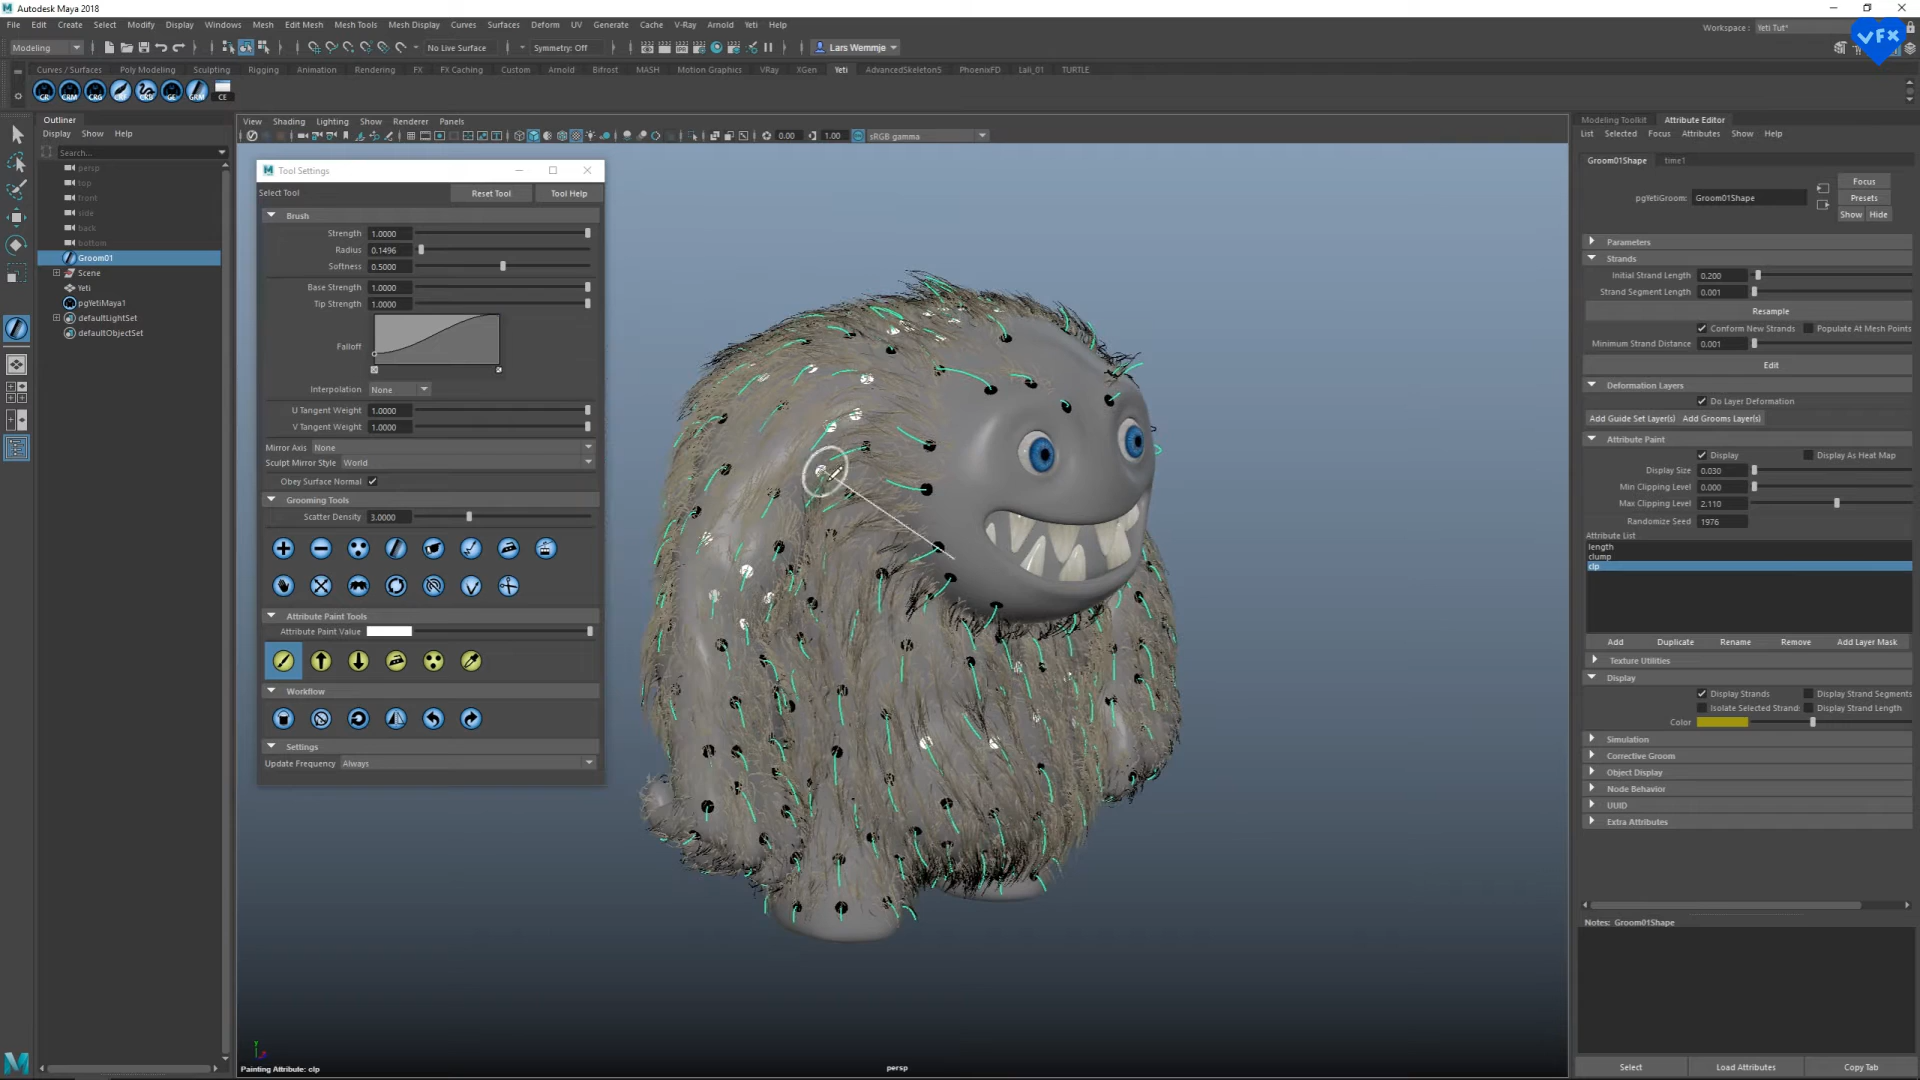 Autodesk Maya 2018
File Edit Create Select Modify Display Windows Mesh Edit Mesh Mesh Tools Mesh Display Curves Surfaces Deform UV Generate Cache V-Ray Arnold Yeti Help
Workspace: Yeti Tut*
VFX
Modeling No Live Surface Symmetry: Off Lars Wemmje
Curves / Surfaces Poly Modeling Sculpting Rigging Animation Rendering FX FX Caching Custom Arnold Bifrost MASH Motion Graphics VRay XGen Yeti AdvancedSkeleton5 PhoenixFD Lali_01 TURTLE
CE
Outliner
Display Show Help
Search...
persp
top
front
side
back
bottom
Groom01
Scene
Yeti
pgYetiMaya1
defaultLightSet
defaultObjectSet
View Shading Lighting Show Renderer Panels
0.00 1.00 sRGB gamma
Tool Settings
Select Tool Reset Tool Tool Help
Brush
Strength 1.0000
Radius 0.1496
Softness 0.5000
Base Strength 1.0000
Tip Strength 1.0000
Falloff
Interpolation None
U Tangent Weight 1.0000
V Tangent Weight 1.0000
Mirror Axis None
Sculpt Mirror Style World
Obey Surface Normal
Grooming Tools
Scatter Density 3.0000
Attribute Paint Tools
Attribute Paint Value
Workflow
Settings
Update Frequency Always
Painting Attribute: clp
persp
Modeling Toolkit Attribute Editor
List Selected Focus Attributes Show Help
Groom01Shape time1
pgYetiGroom: Groom01Shape
Focus
Presets
Show Hide
Parameters
Strands
Initial Strand Length 0.200
Strand Segment Length 0.001
Resample
Conform New Strands Populate At Mesh Points
Minimum Strand Distance 0.001
Edit
Deformation Layers
Do Layer Deformation
Add Guide Set Layer(s) Add Grooms Layer(s)
Attribute Paint
Display Display As Heat Map
Display Size 0.030
Min Clipping Level 0.000
Max Clipping Level 2.110
Randomize Seed 1976
Attribute List
length
clump
clp
Add Duplicate Rename Remove Add Layer Mask
Texture Utilities
Display
Display Strands Display Strand Segments
Isolate Selected Strand: Display Strand Length
Color
Simulation
Corrective Groom
Object Display
Node Behavior
UUID
Extra Attributes
Notes: Groom01Shape
Select Load Attributes Copy Tab